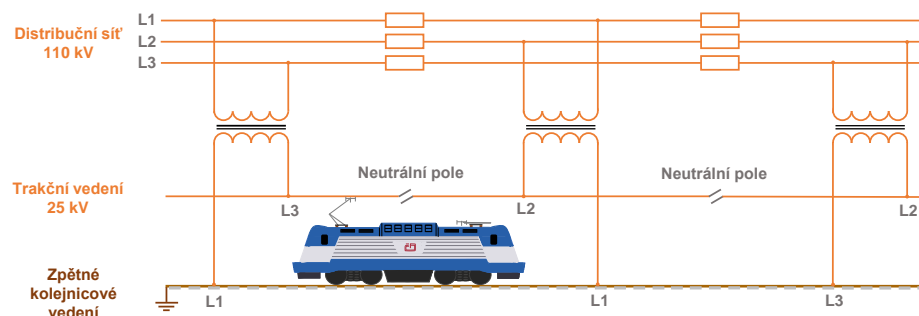 L1
Distribuční síť
110 kV
L2
L3
Neutrální pole
Neutrální pole
Trakční vedení
25 kV
L3
L2
L2
Zpětné
kolejnicové
vedení
L1
L1
L3